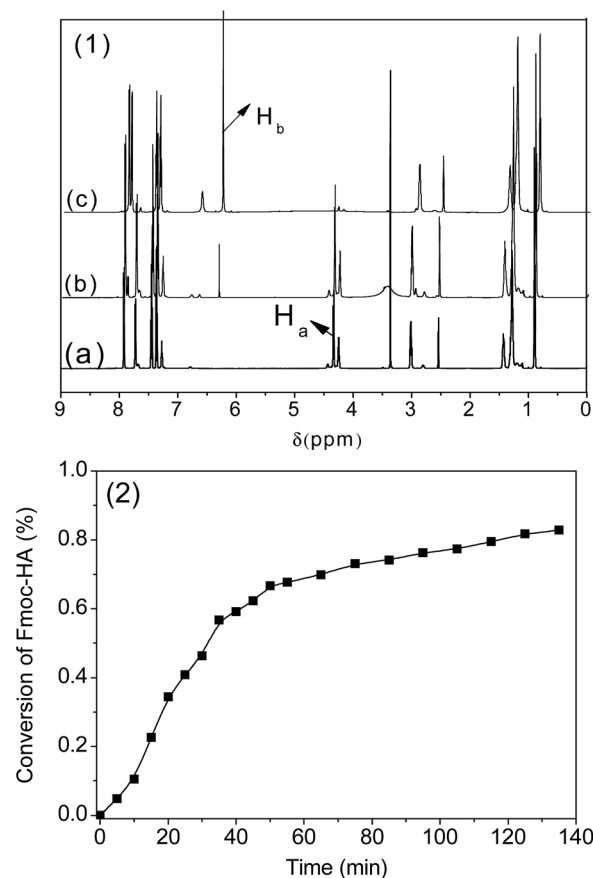 (1)
H b
(c)
(b)
H a
(a)
9 8 7 6 5 4 3 2 1 0
δ(ppm)
(2)
1.0
0.8
0.6
0.4
0.2
0.0
Conversion of Fmoc-HA (%)
0 20 40 60 80 100 120 140
Time (min)